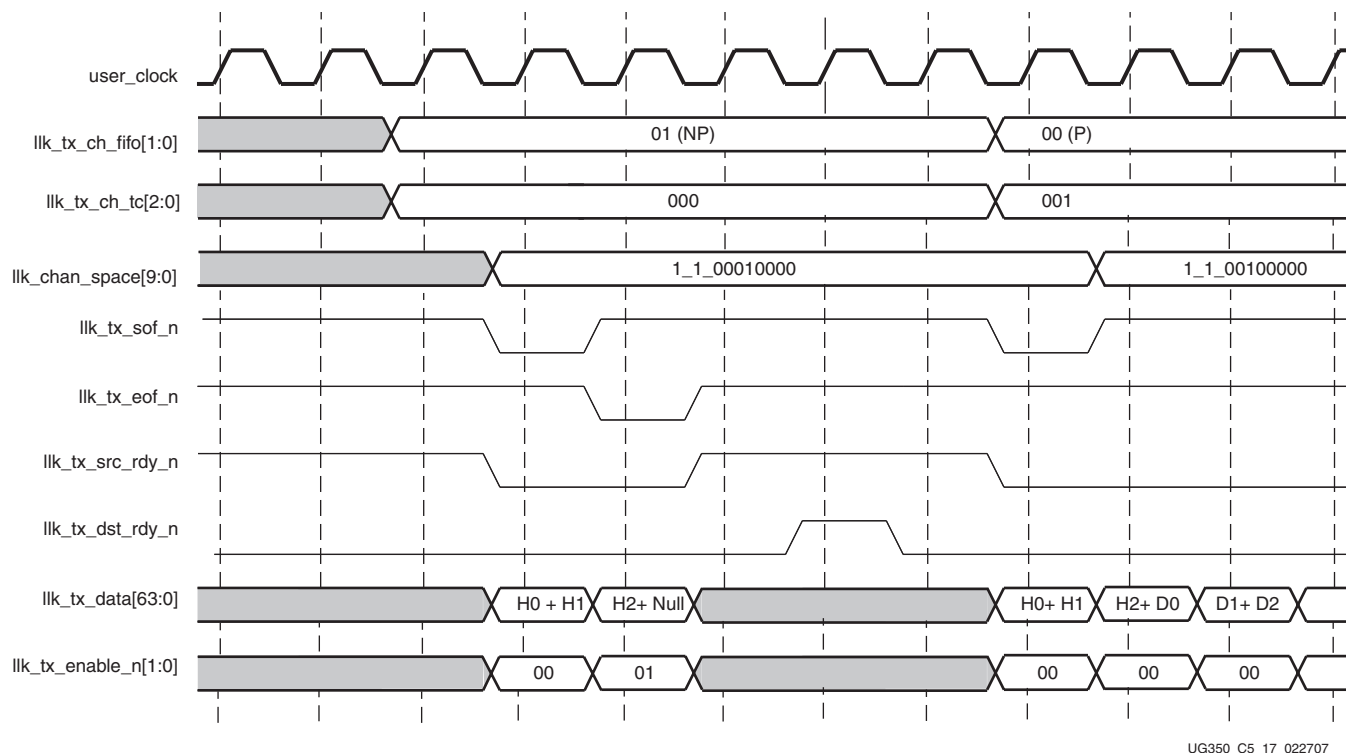 user_clock
llk_tx_ch_fifo[1:0] 01 (NP) 00 (P)
llk_tx_ch_tc[2:0] 000 001
llk_chan_space[9:0] 1_1_00010000 1_1_00100000
llk_tx_sof_n
llk_tx_eof_n
llk_tx_src_rdy_n
llk_tx_dst_rdy_n
llk_tx_data[63:0] H0 + H1 H2+ Null H0+ H1 H2+ D0 D1+ D2
llk_tx_enable_n[1:0] 00 01 00 00 00
UG350_C5_17_022707